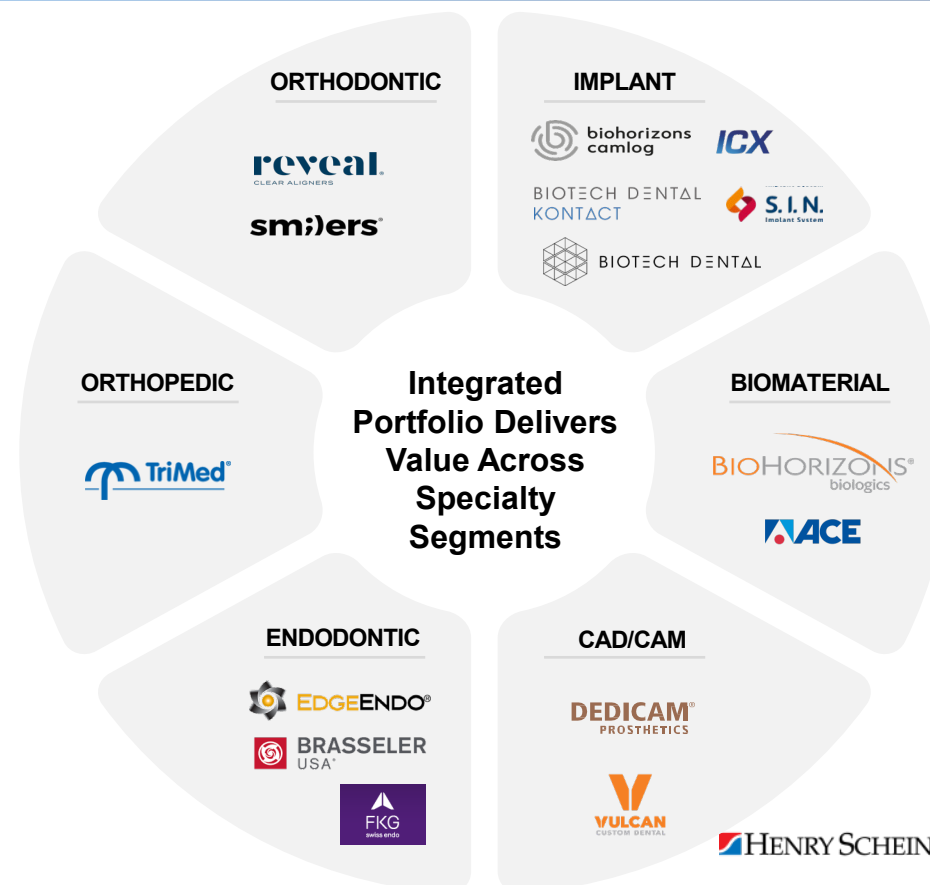 ORTHODONTIC
reveal.
CLEAR ALIGNERS
smilers®
IMPLANT
biohorizons
camlog
ICX
BIOTECH DENTAL
KONTACT
S.I.N.
Implant System
BIOTECH DENTAL
ORTHOPEDIC
TriMed®
Integrated
Portfolio Delivers
Value Across
Specialty
Segments
BIOMATERIAL
BIOHORIZONS®
biologics
ACE
ENDODONTIC
EDGEENDO®
BRASSELER
USA®
FKG
swiss endo
CAD/CAM
DEDICAM®
PROSTHETICS
VULCAN
CUSTOM DENTAL
HENRY SCHEIN